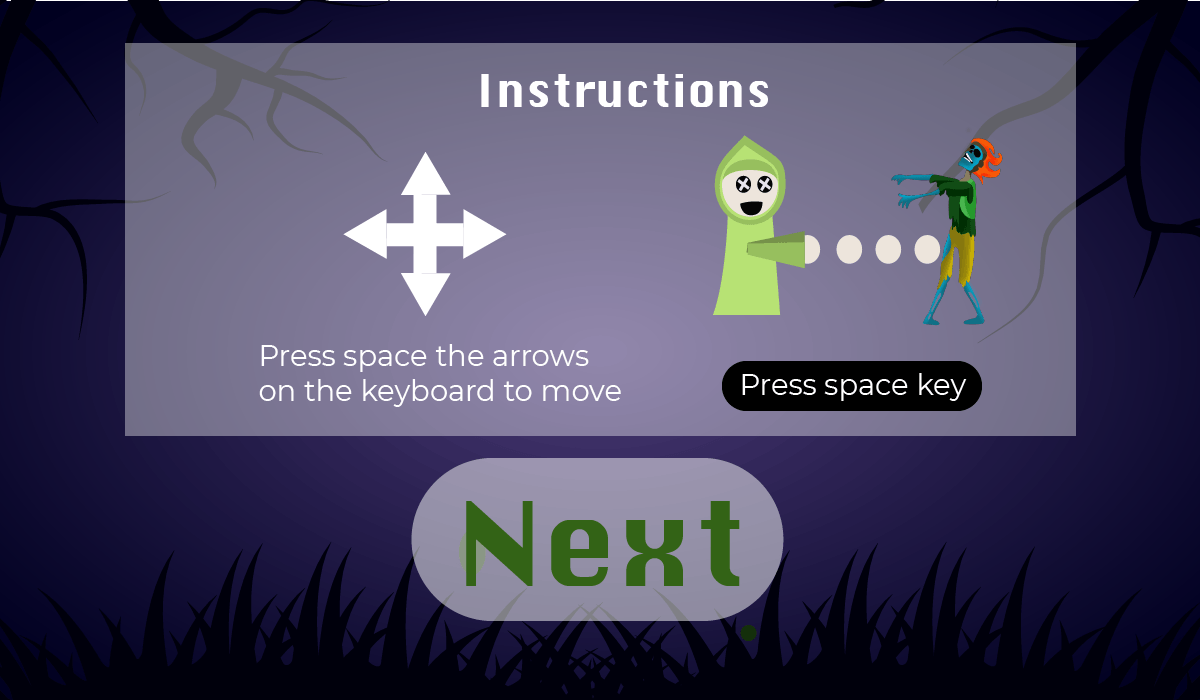 Instructions
Press space the arrows
on the keyboard to move
Press space key
Next